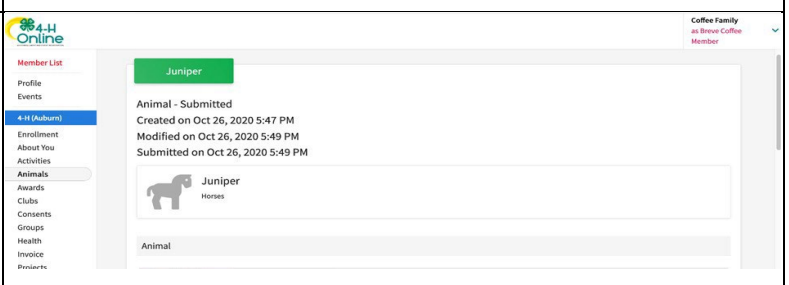 4-H
Online
Coffee Family
as Breve Coffee
Member
Member List
Profile
Events
4-H (Auburn)
Enrollment
About You
Activities
Animals
Awards
Clubs
Consents
Groups
Health
Invoice
Projects
Juniper
Animal - Submitted
Created on Oct 26, 2020 5:47 PM
Modified on Oct 26, 2020 5:49 PM
Submitted on Oct 26, 2020 5:49 PM
Juniper
Horses
Animal